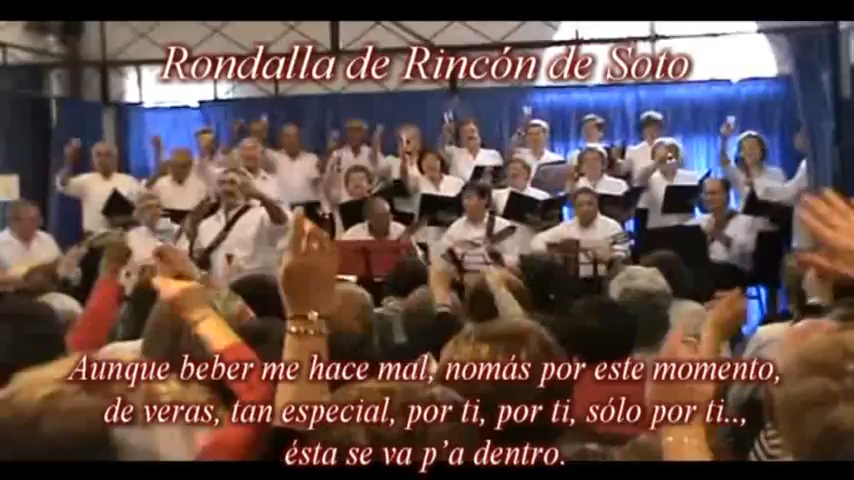 Rondalla de Rincón de Soto
Aunque beber me hace mal, nomás por este momento,
de veras, tan especial, por ti, por ti, sólo por ti..,
ésta se va p'a dentro.